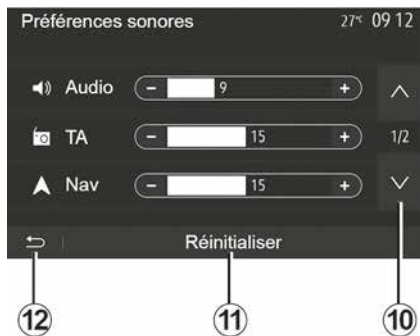 Préférences sonores 27°C 09 12
Audio - 9 +
TA - 15 + 1/2
Nav - 15 +
Réinitialiser
12 11 10